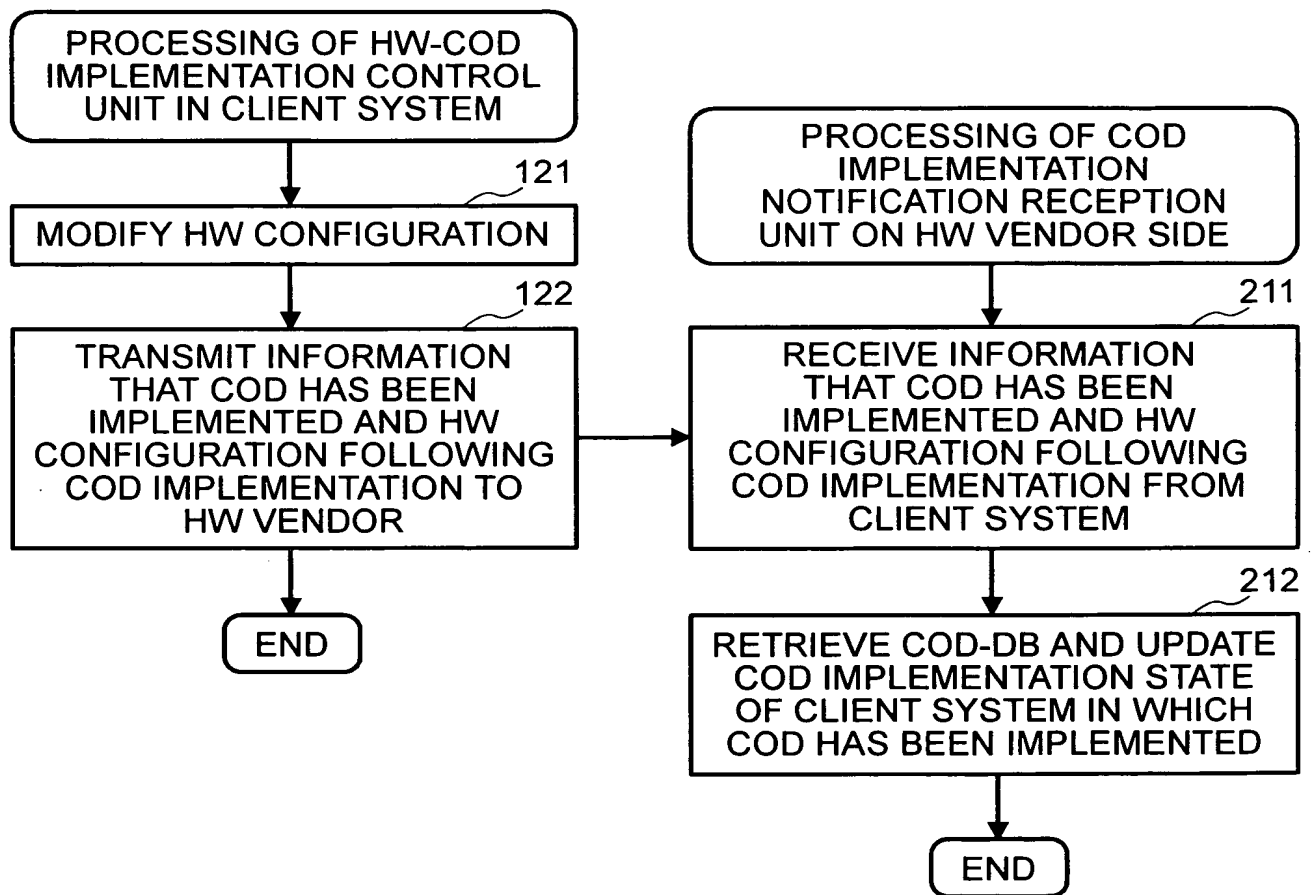 PROCESSING OF HW-COD
IMPLEMENTATION CONTROL
UNIT IN CLIENT SYSTEM
121
MODIFY HW CONFIGURATION
122
TRANSMIT INFORMATION
THAT COD HAS BEEN
IMPLEMENTED AND HW
CONFIGURATION FOLLOWING
COD IMPLEMENTATION TO
HW VENDOR
END
PROCESSING OF COD
IMPLEMENTATION
NOTIFICATION RECEPTION
UNIT ON HW VENDOR SIDE
211
RECEIVE INFORMATION
THAT COD HAS BEEN
IMPLEMENTED AND HW
CONFIGURATION FOLLOWING
COD IMPLEMENTATION FROM
CLIENT SYSTEM
212
RETRIEVE COD-DB AND UPDATE
COD IMPLEMENTATION STATE
OF CLIENT SYSTEM IN WHICH
COD HAS BEEN IMPLEMENTED
END